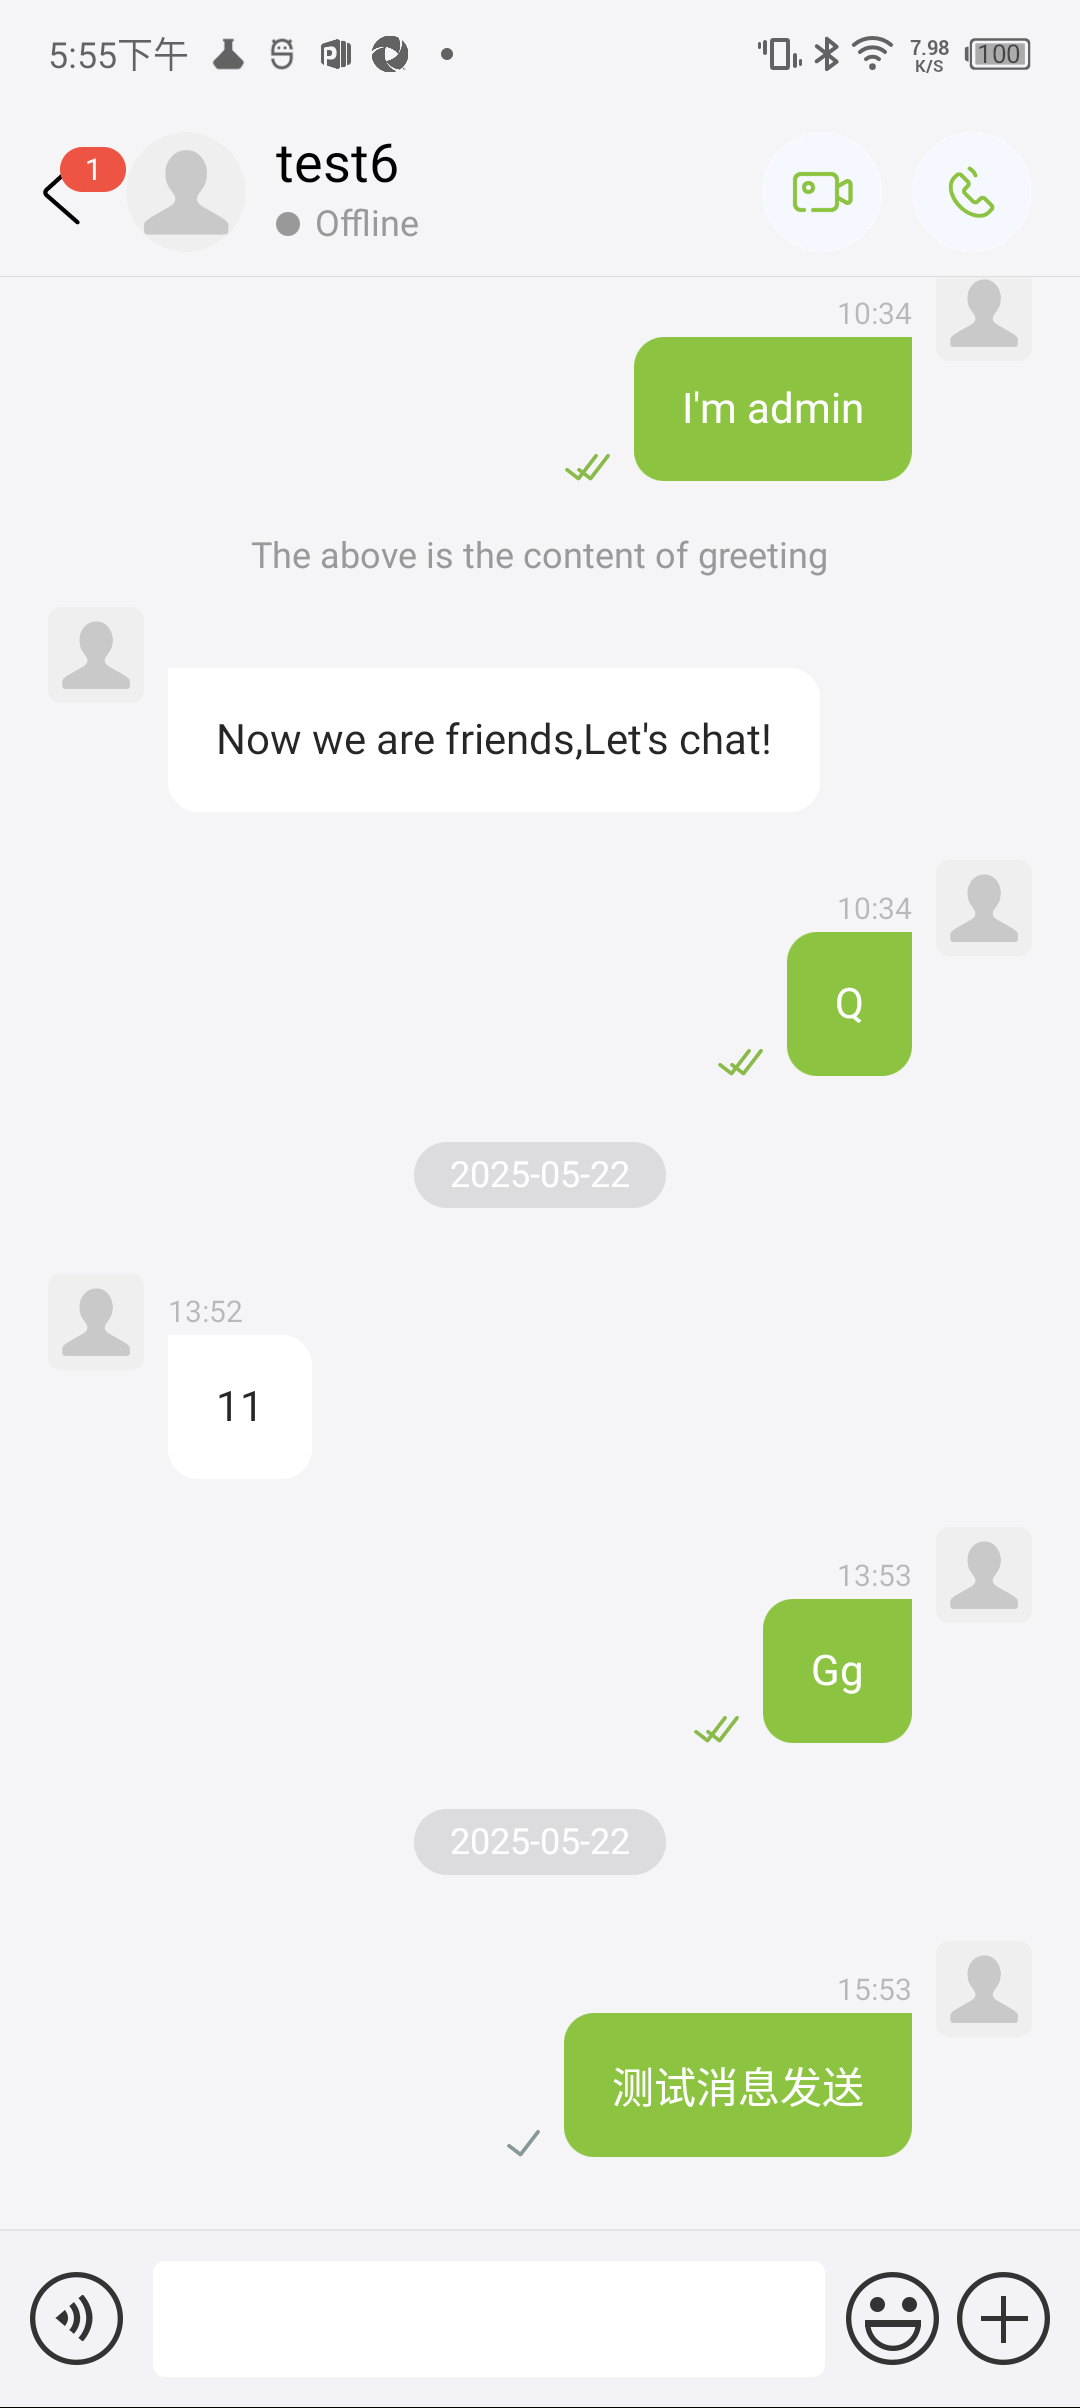 5:55下午
7.98
K/S
100
1
test6
Offline
10:34
I'm admin
The above is the content of greeting
Now we are friends,Let's chat!
10:34
Q
2025-05-22
13:52
11
13:53
Gg
2025-05-22
15:53
测试消息发送